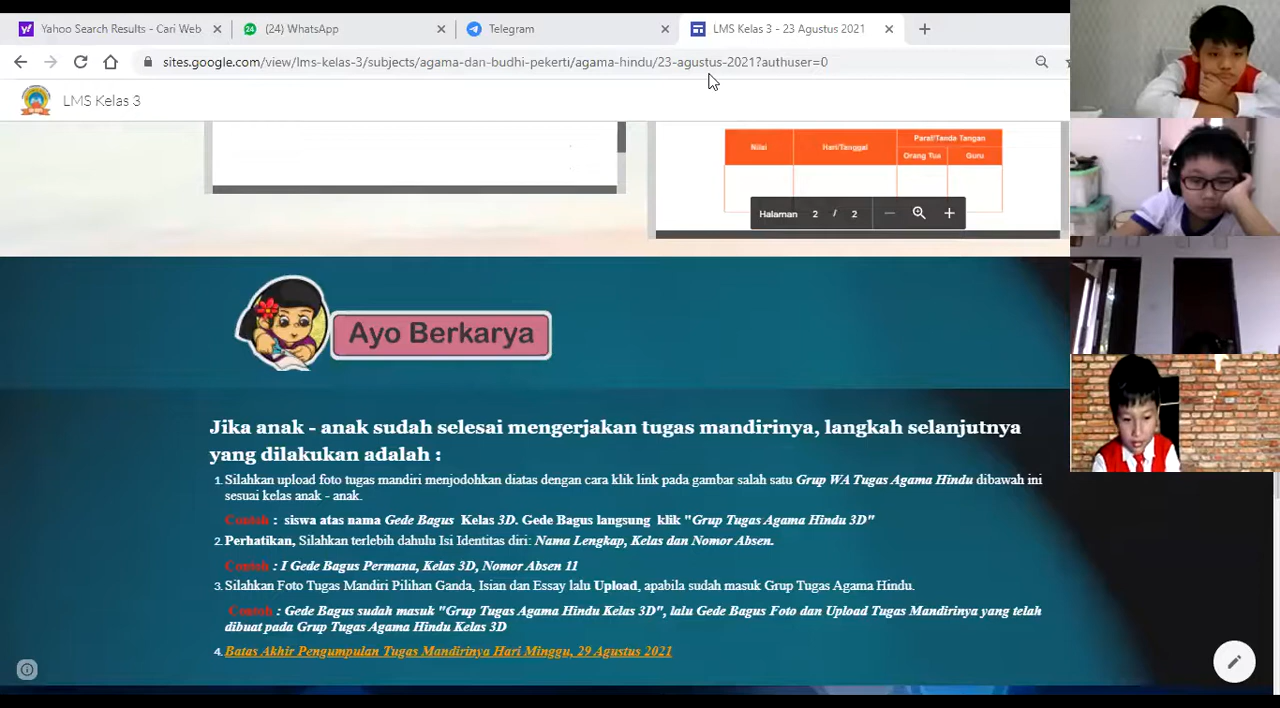 Yahoo Search Results - Cari Web
(24) WhatsApp
Telegram
LMS Kelas 3 - 23 Agustus 2021
sites.google.com/view/lms-kelas-3/subjects/agama-dan-budhi-pekerti/agama-hindu/23-agustus-2021?authuser=0
LMS Kelas 3
Nilai
Hari/Tanggal
Paraf/Tanda Tangan
Orang Tua
Guru
Halaman 2 / 2
Ayo Berkarya
Jika anak - anak sudah selesai mengerjakan tugas mandirinya, langkah selanjutnya
yang dilakukan adalah :
1. Silahkan upload foto tugas mandiri menjodohkan diatas dengan cara klik link pada gambar salah satu Grup WA Tugas Agama Hindu dibawah ini
sesuai kelas anak - anak.
Contoh : siswa atas nama Gede Bagus Kelas 3D. Gede Bagus langsung klik "Grup Tugas Agama Hindu 3D"
2. Perhatikan, Silahkan terlebih dahulu Isi Identitas diri: Nama Lengkap, Kelas dan Nomor Absen.
Contoh : I Gede Bagus Permana, Kelas 3D, Nomor Absen 11
3. Silahkan Foto Tugas Mandiri Pilihan Ganda, Isian dan Essay lalu Upload, apabila sudah masuk Grup Tugas Agama Hindu.
Contoh : Gede Bagus sudah masuk "Grup Tugas Agama Hindu Kelas 3D", lalu Gede Bagus Foto dan Upload Tugas Mandirinya yang telah
dibuat pada Grup Tugas Agama Hindu Kelas 3D
4. Batas Akhir Pengumpulan Tugas Mandirinya Hari Minggu, 29 Agustus 2021